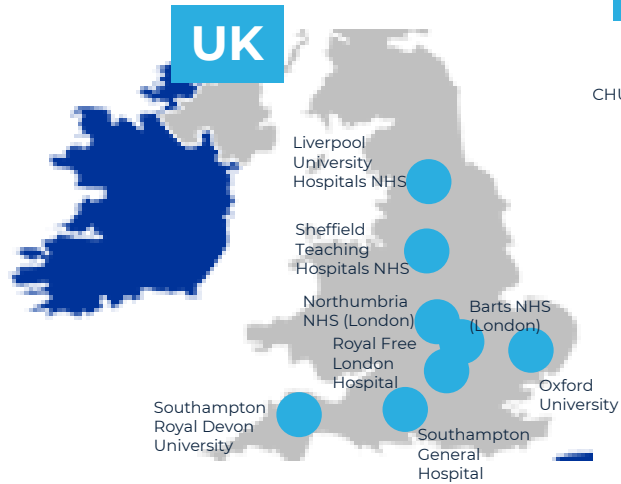 UK
CHU
Liverpool
University
Hospitals NHS
Sheffield
Teaching
Hospitals NHS
Northumbria
NHS (London)
Barts NHS
(London)
Royal Free
London
Hospital
Oxford
University
Southampton
Royal Devon
University
Southampton
General
Hospital